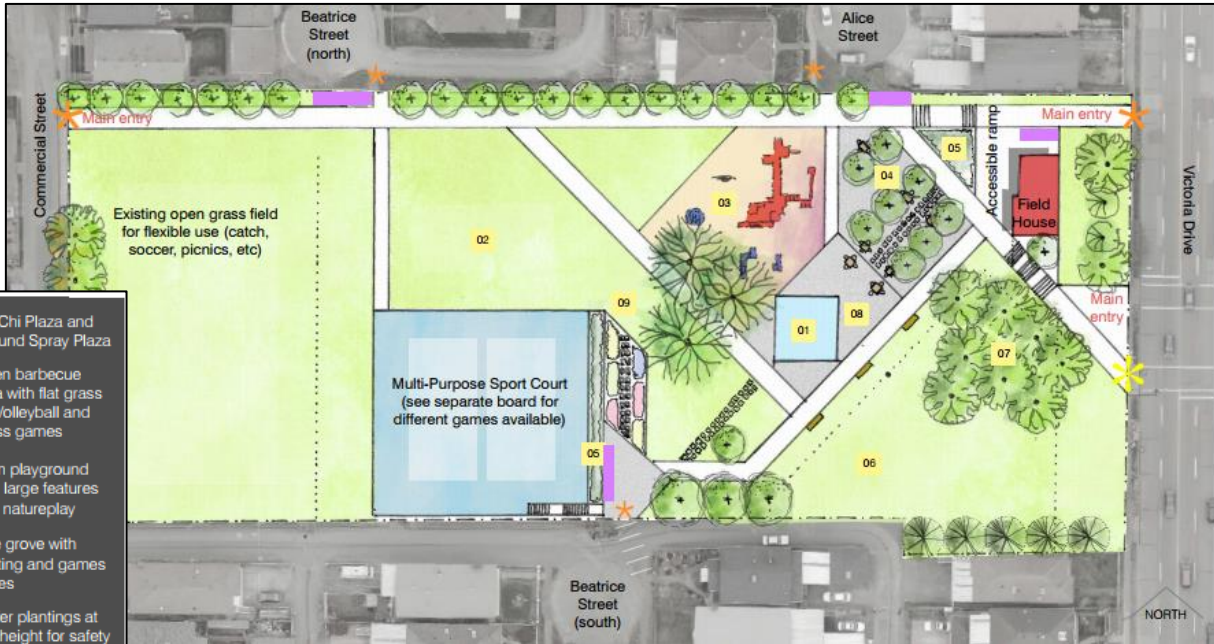 Beatrice
Street
(north)
Alice
Street
Commercial Street
Main entry
Accessible ramp
Main entry
Victoria Drive
05
04
Existing open grass field
for flexible use (catch,
soccer, picnics, etc)
02
03
Field
House
09
01
08
Main
entry
07
Multi-Purpose Sport Court
(see separate board for
different games available)
05
06
Beatrice
Street
(south)
NORTH
Chi Plaza and
und Spray Plaza
en barbecue
a with flat grass
Volleyball and
ss games
n playground
large features
natureplay
e grove with
ting and games
es
er plantings at
height for safety